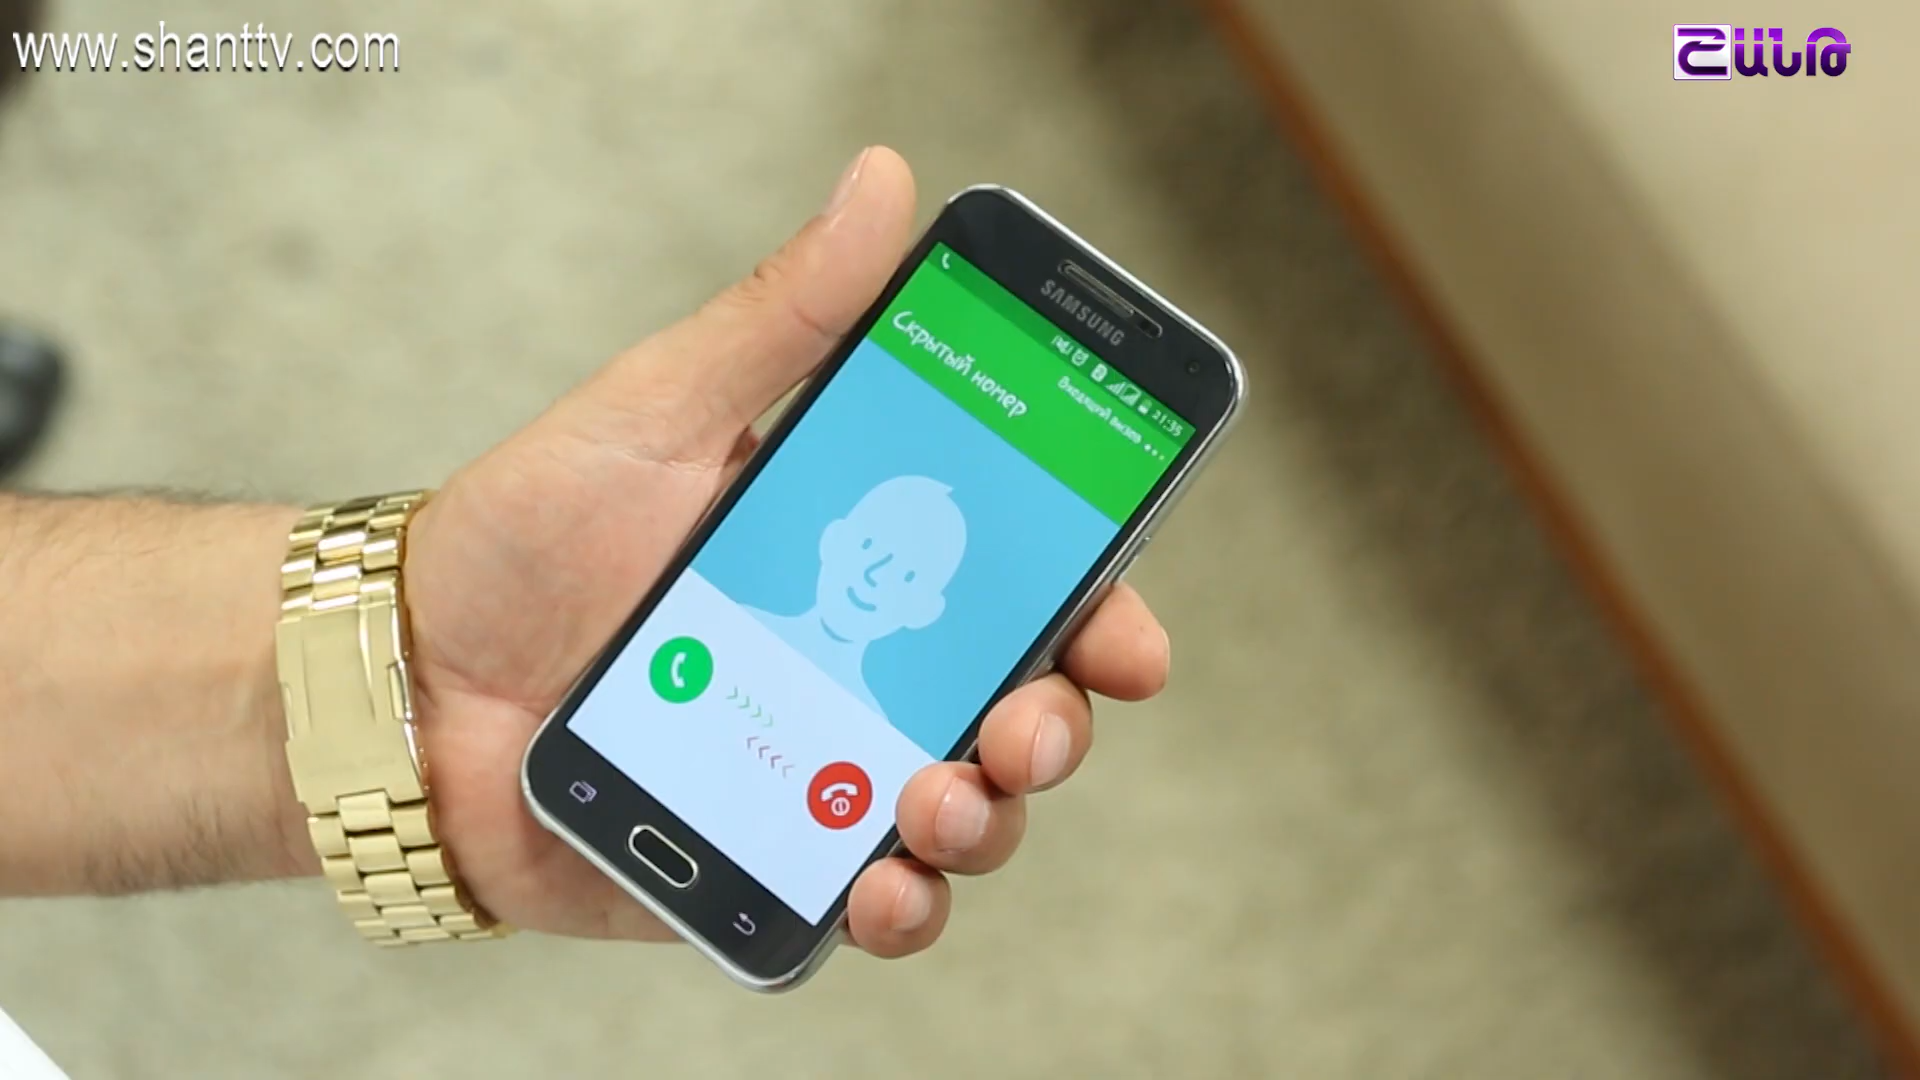 www.shanttv.com
ՇԱՆԹ
SAMSUNG
21:35
Скрытый номер
Входящий вызов